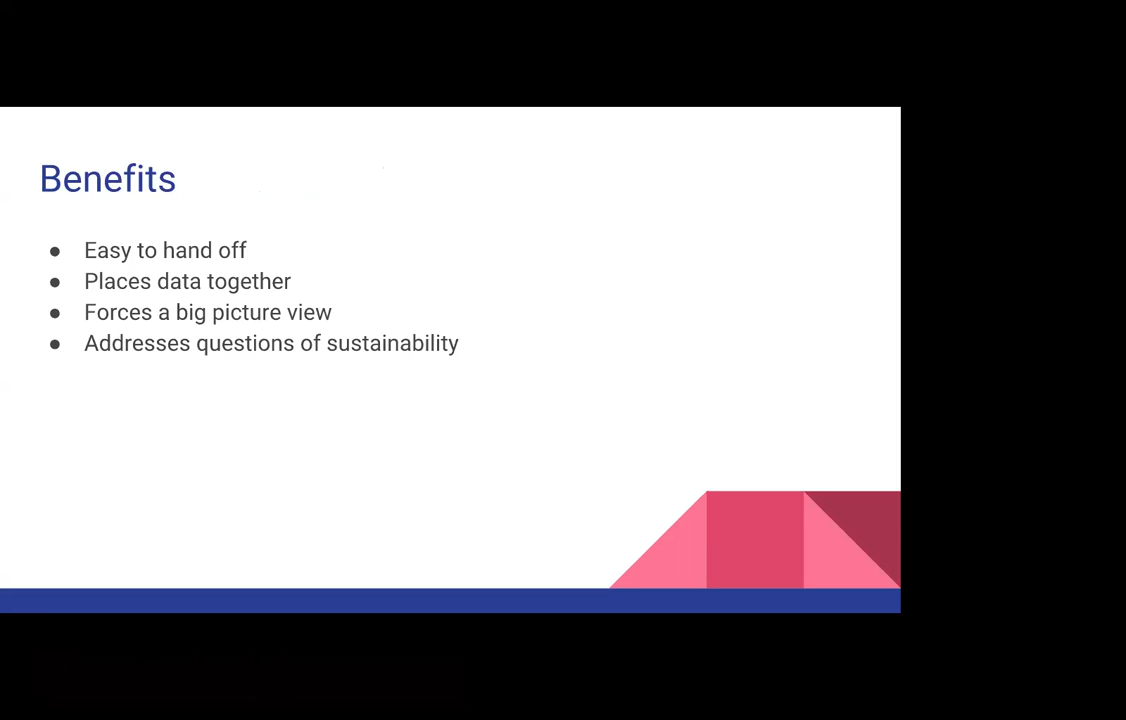 Benefits
● Easy to hand off
● Places data together
● Forces a big picture view
● Addresses questions of sustainability